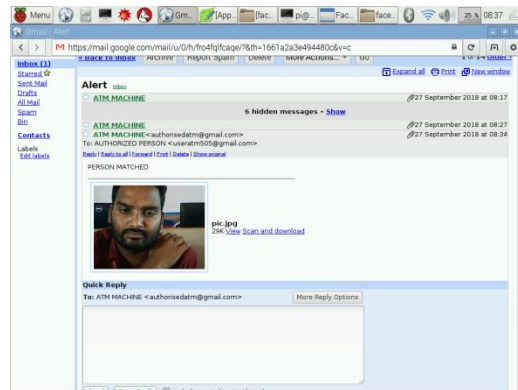 Menu
Gm..
[App..
[fac..
pi@..
Fac..
face..
25 %
08:37
Gmail - Alert
https://mail.google.com/mail/u/0/h/fro4fqlfcaqe/?&th=1661a2a3e494480c&v=c
« Back to Inbox Archive Report Spam Delete More Actions... Go
Inbox (1)
Starred
Sent Mail
Drafts
All Mail
Spam
Bin
Contacts
Labels
Edit labels
Expand all Print New window
Alert Inbox
ATM MACHINE 27 September 2018 at 08:17
6 hidden messages - Show
ATM MACHINE 27 September 2018 at 08:27
ATM MACHINE<authorisedatm@gmail.com> 27 September 2018 at 08:34
To: AUTHORIZED PERSON <useratm505@gmail.com>
Reply | Reply to all | Forward | Print | Delete | Show original
PERSON MATCHED
pic.jpg
29K View Scan and download
Quick Reply
To: ATM MACHINE <authorisedatm@gmail.com> More Reply Options